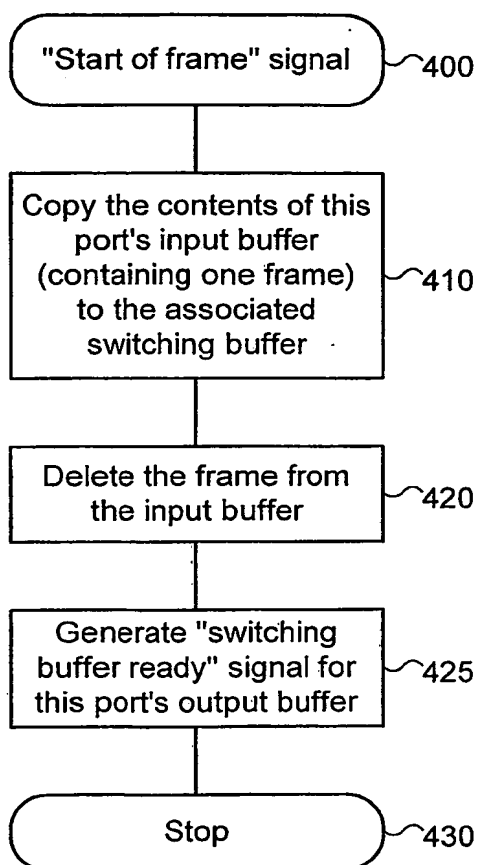 "Start of frame" signal
400
Copy the contents of this
port's input buffer
(containing one frame)
to the associated
switching buffer
410
Delete the frame from
the input buffer
420
Generate "switching
buffer ready" signal for
this port's output buffer
425
Stop
430